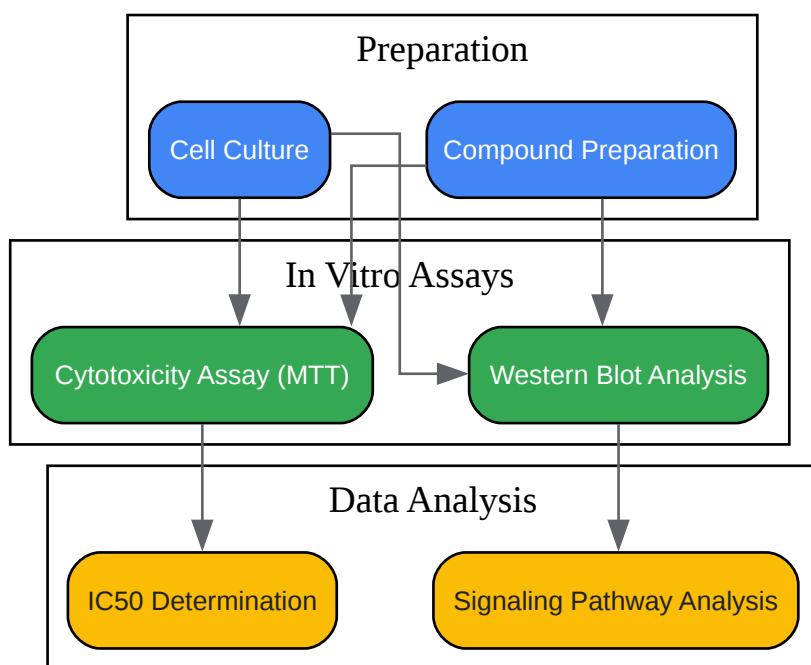 Preparation
Cell Culture
Compound Preparation
In Vitro Assays
Cytotoxicity Assay (MTT)
Western Blot Analysis
Data Analysis
IC50 Determination
Signaling Pathway Analysis